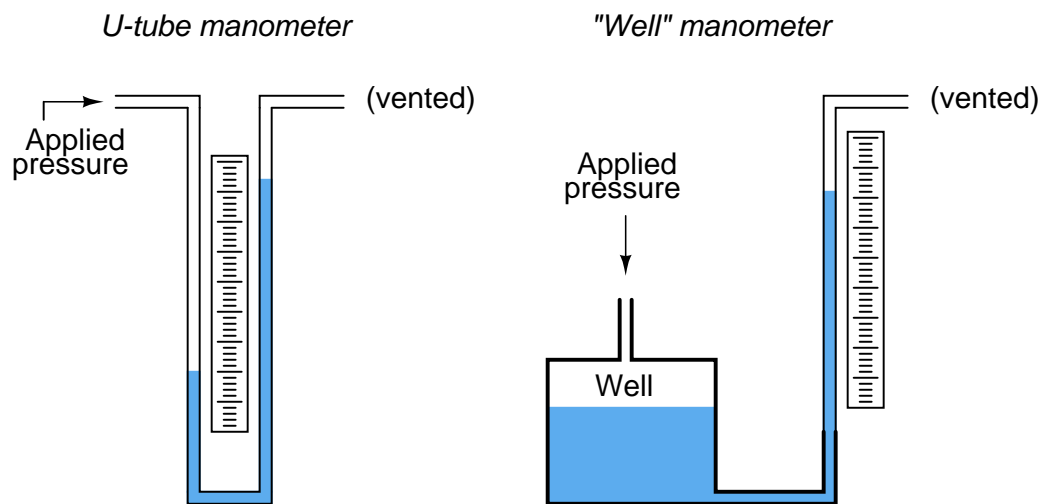 U-tube manometer
"Well" manometer
(vented)
Applied
pressure
(vented)
Applied
pressure
Well